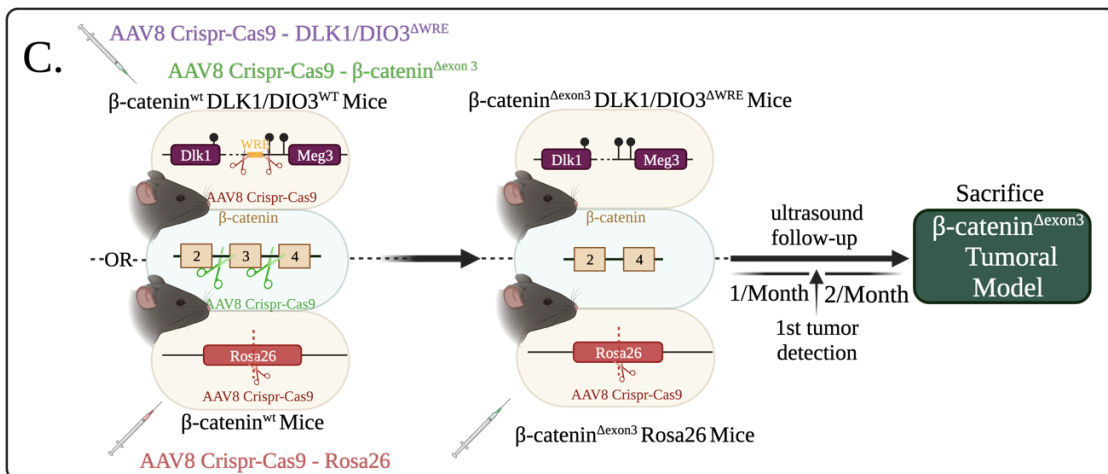 C.
AAV8 Crispr-Cas9 - DLK1/DIO3ΔWRE
AAV8 Crispr-Cas9 - β-cateninΔexon 3
β-cateninwt DLK1/DIO3WT Mice
Dlk1
WRE
Meg3
AAV8 Crispr-Cas9
β-catenin
OR
2
3
4
AAV8 Crispr-Cas9
Rosa26
AAV8 Crispr-Cas9
β-cateninwt Mice
AAV8 Crispr-Cas9 - Rosa26
β-cateninΔexon3 DLK1/DIO3ΔWRE Mice
Dlk1
Meg3
β-catenin
2
4
Rosa26
AAV8 Crispr-Cas9
β-cateninΔexon3 Rosa26 Mice
ultrasound
follow-up
1/Month
2/Month
1st tumor
detection
Sacrifice
β-cateninΔexon3
Tumoral
Model